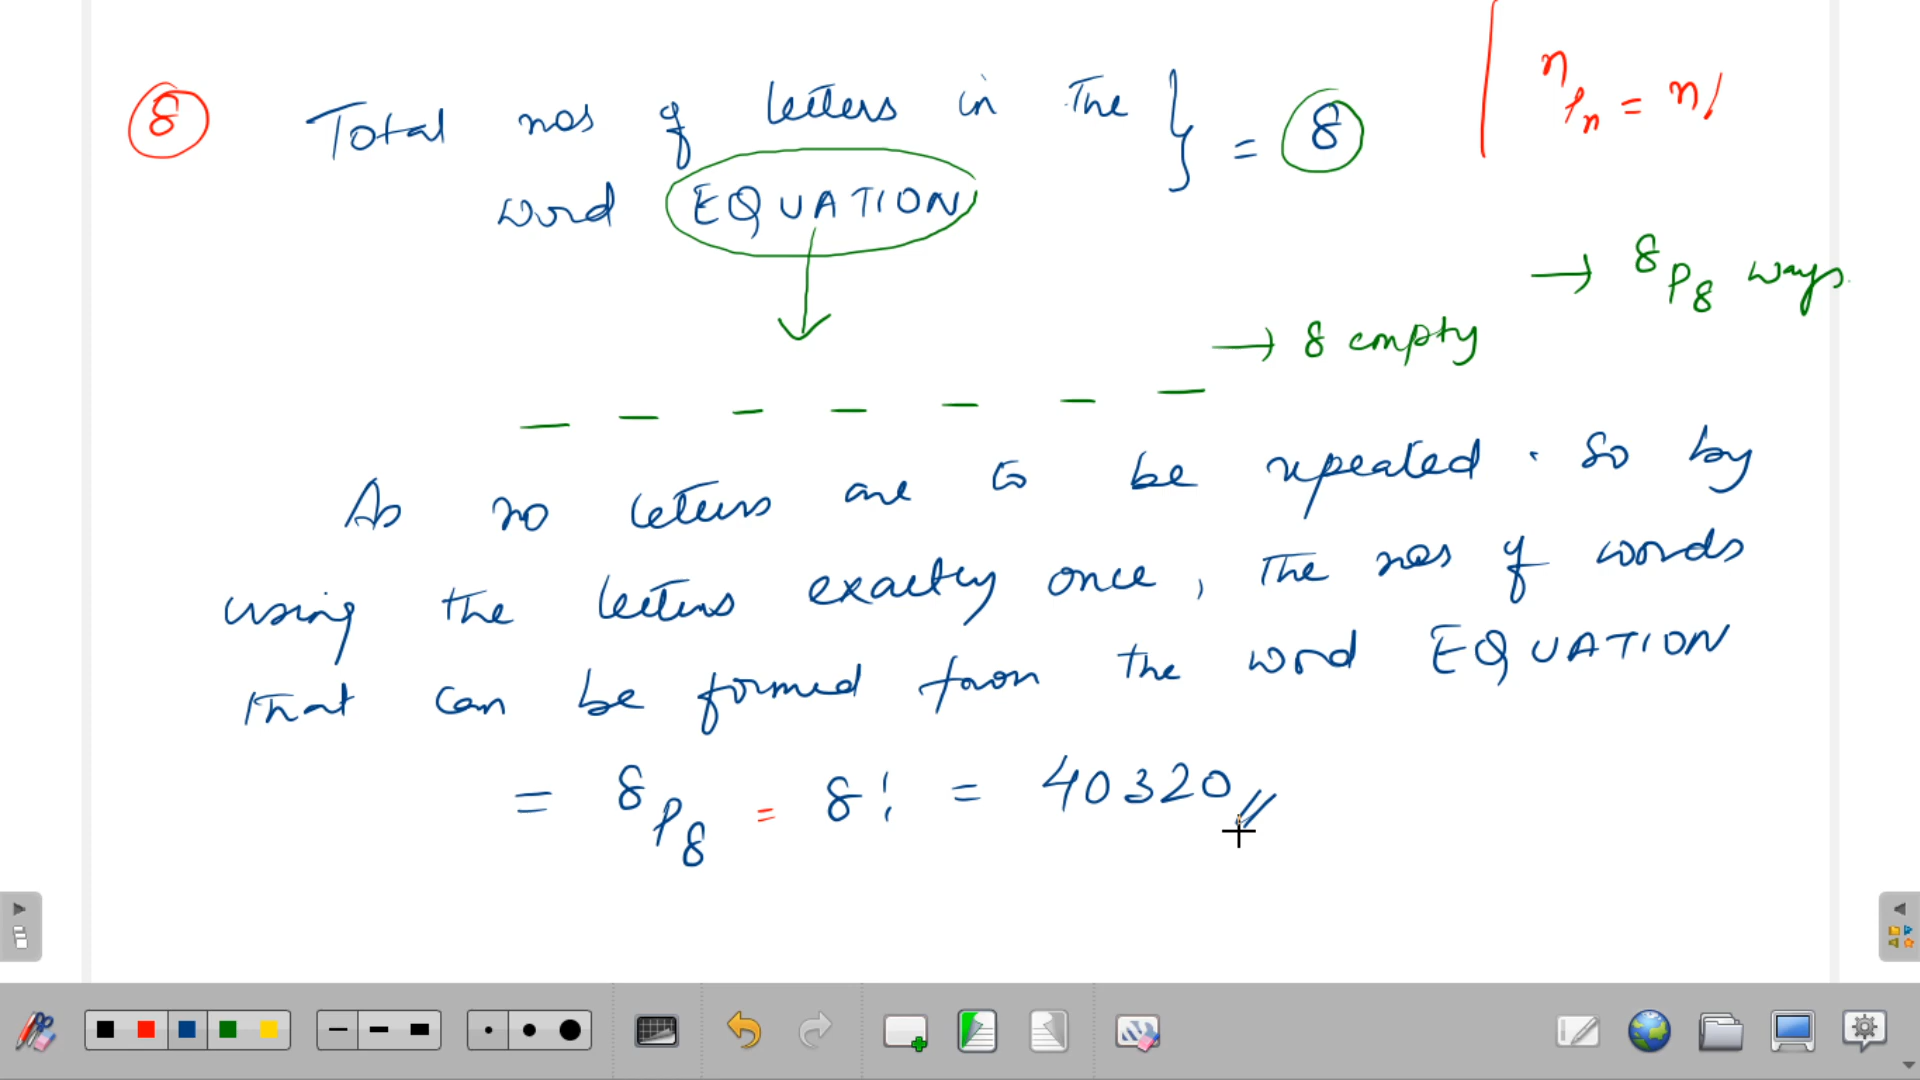 8 Total nos of letters in the } = 8
word EQUATION
nPn = n!
→ 8P8 ways.
→ 8 empty
As no letters are to be repeated. So by
using the letters exactly once, the nos of words
that can be formed from the word EQUATION
= 8P8 = 8! = 40320//